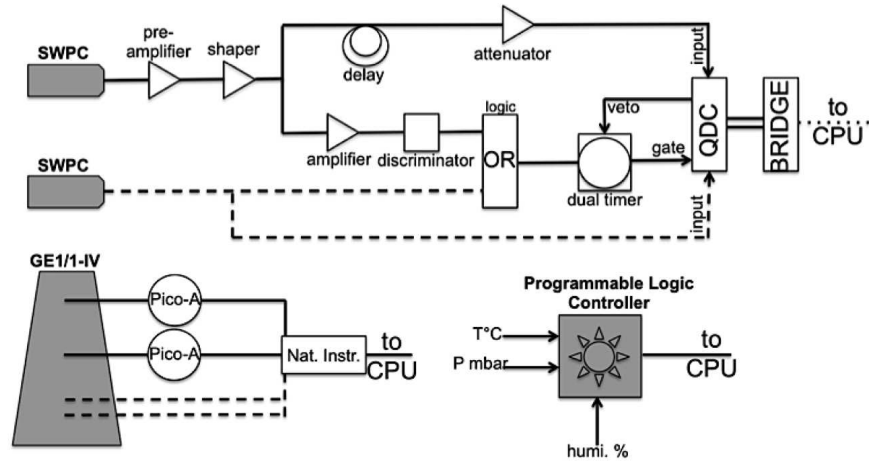 SWPC
pre-
amplifier
shaper
delay
attenuator
input
amplifier
discriminator
logic
OR
veto
gate
dual timer
QDC
BRIDGE
to
CPU
SWPC
input
GE1/1-IV
Pico-A
Pico-A
Nat. Instr.
to
CPU
Programmable Logic
Controller
T°C
P mbar
humi. %
to
CPU